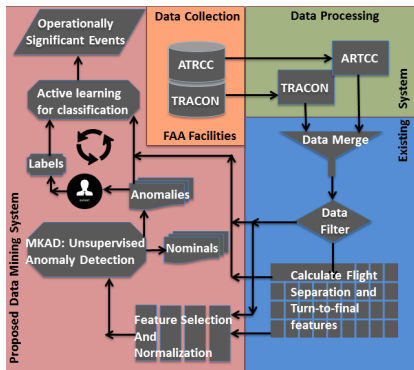 Operationally
Significant Events
Data Collection
Data Processing
ATRCC
TRACON
FAA Facilities
ARTCC
TRACON
Existing System
Active learning
for classification
Labels
EXPERT
Anomalies
MKAD: Unsupervised
Anomaly Detection
Nominals
Data Merge
Data
Filter
Calculate Flight
Separation and
Turn-to-final
features
Feature Selection
And
Normalization
Proposed Data Mining System